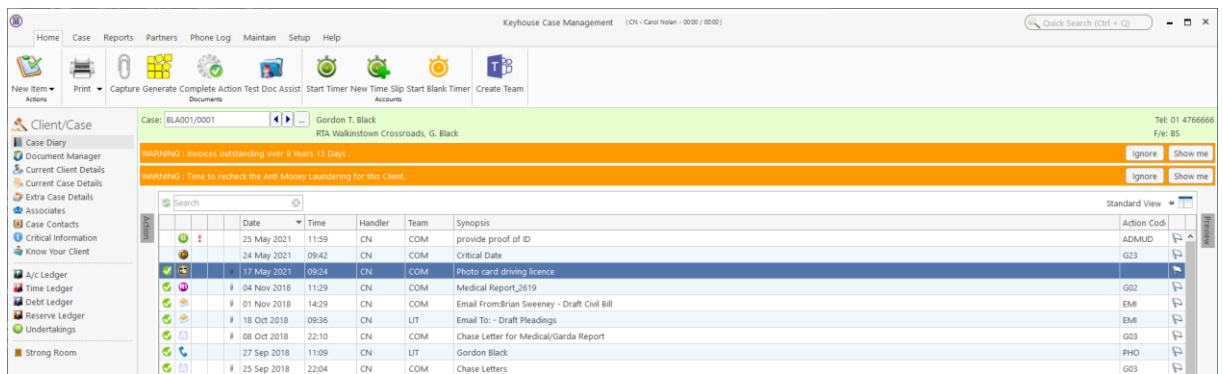 Keyhouse Case Management (CN - Carol Nolan - 00:00 / 00:00)
Quick Search (Ctrl + Q)
Home Case Reports Partners Phone Log Maintain Setup Help
New Item Print Capture Generate Complete Action Test Doc Assist Start Timer New Time Slip Start Blank Timer Create Team
Actions Documents Accounts
Client/Case
Case Diary
Document Manager
Current Client Details
Current Case Details
Extra Case Details
Associates
Case Contacts
Critical Information
Know Your Client
A/c Ledger
Time Ledger
Debt Ledger
Reserve Ledger
Undertakings
Strong Room
Case: BLA001/0001 ... Gordon T. Black Tel: 01 4766666
RTA Walkinstown Crossroads, G. Black F/e: BS
WARNING : Invoices outstanding over 9 Years 15 Days . Ignore Show me
WARNING : Time to recheck the Anti Money Laundering for this Client. Ignore Show me
Search Standard View
Action
Preview
Date Time Handler Team Synopsis Action Code
25 May 2021 11:59 CN COM provide proof of ID ADMUD
24 May 2021 09:42 CN COM Critical Date G23
17 May 2021 09:24 CN COM Photo card driving licence
04 Nov 2018 11:29 CN COM Medical Report_2619 G02
01 Nov 2018 14:29 CN COM Email From:Brian Sweeney - Draft Civil Bill EMI
18 Oct 2018 09:36 CN LIT Email To: - Draft Pleadings EMI
08 Oct 2018 22:10 CN COM Chase Letter for Medical/Garda Report G03
27 Sep 2018 11:09 CN LIT Gordon Black PHO
25 Sep 2018 22:04 CN COM Chase Letters G03